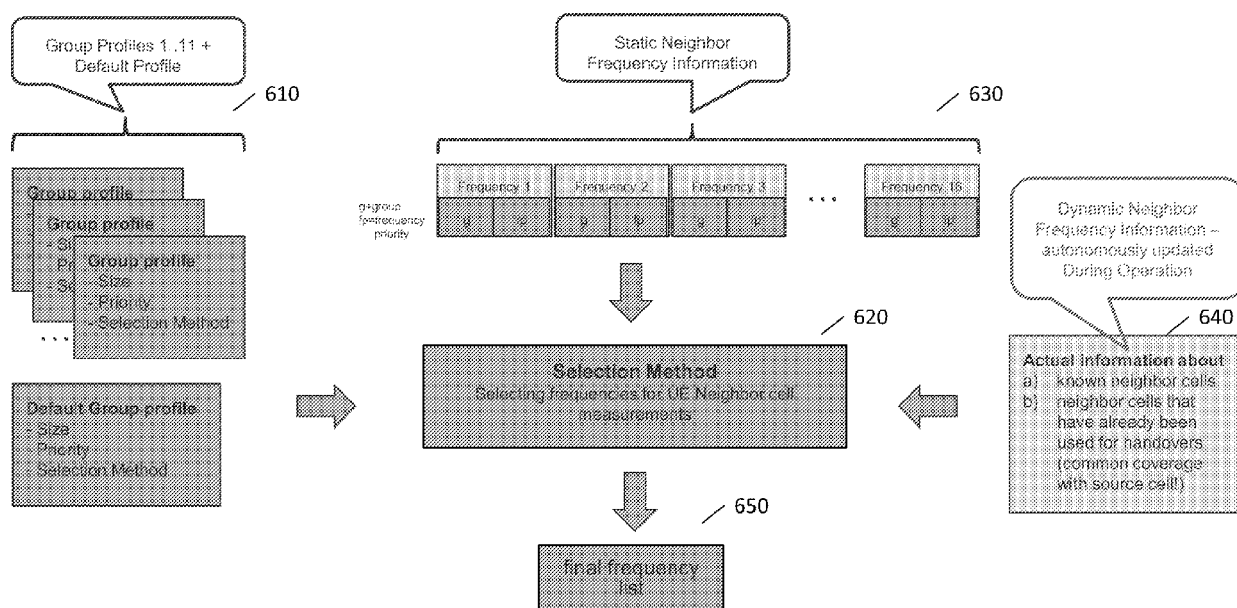 Group Profiles 1..11 +
Default Profile
610
Group profile
Group profile
Group profile
- Size
- Priority
- Selection Method
...
Default Group profile
- Size
- Priority
- Selection Method
Static Neighbor
Frequency Information
630
Frequency 1
Frequency 2
Frequency 3
...
Frequency 16
g=group
fp=frequency
priority
g
g
g
g
620
Selection Method
Selecting frequencies for UE Neighbor cell
measurements
650
final frequency
list
Dynamic Neighbor
Frequency Information –
autonomously updated
During Operation
640
Actual information about
a) known neighbor cells
b) neighbor cells that
have already been
used for handovers
(common coverage
with source cell!)